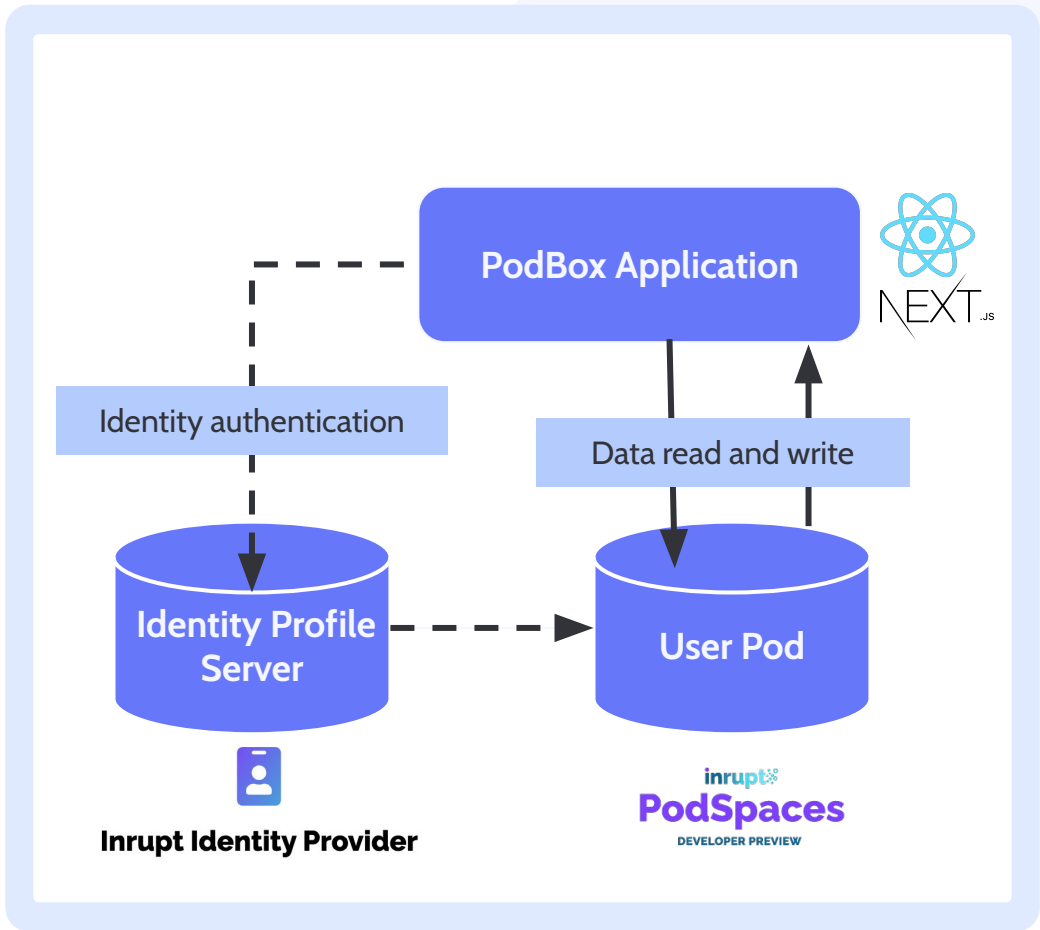 PodBox Application
NEXT.JS
Identity authentication
Data read and write
Identity Profile
Server
User Pod
inrupt
PodSpaces
DEVELOPER PREVIEW
Inrupt Identity Provider